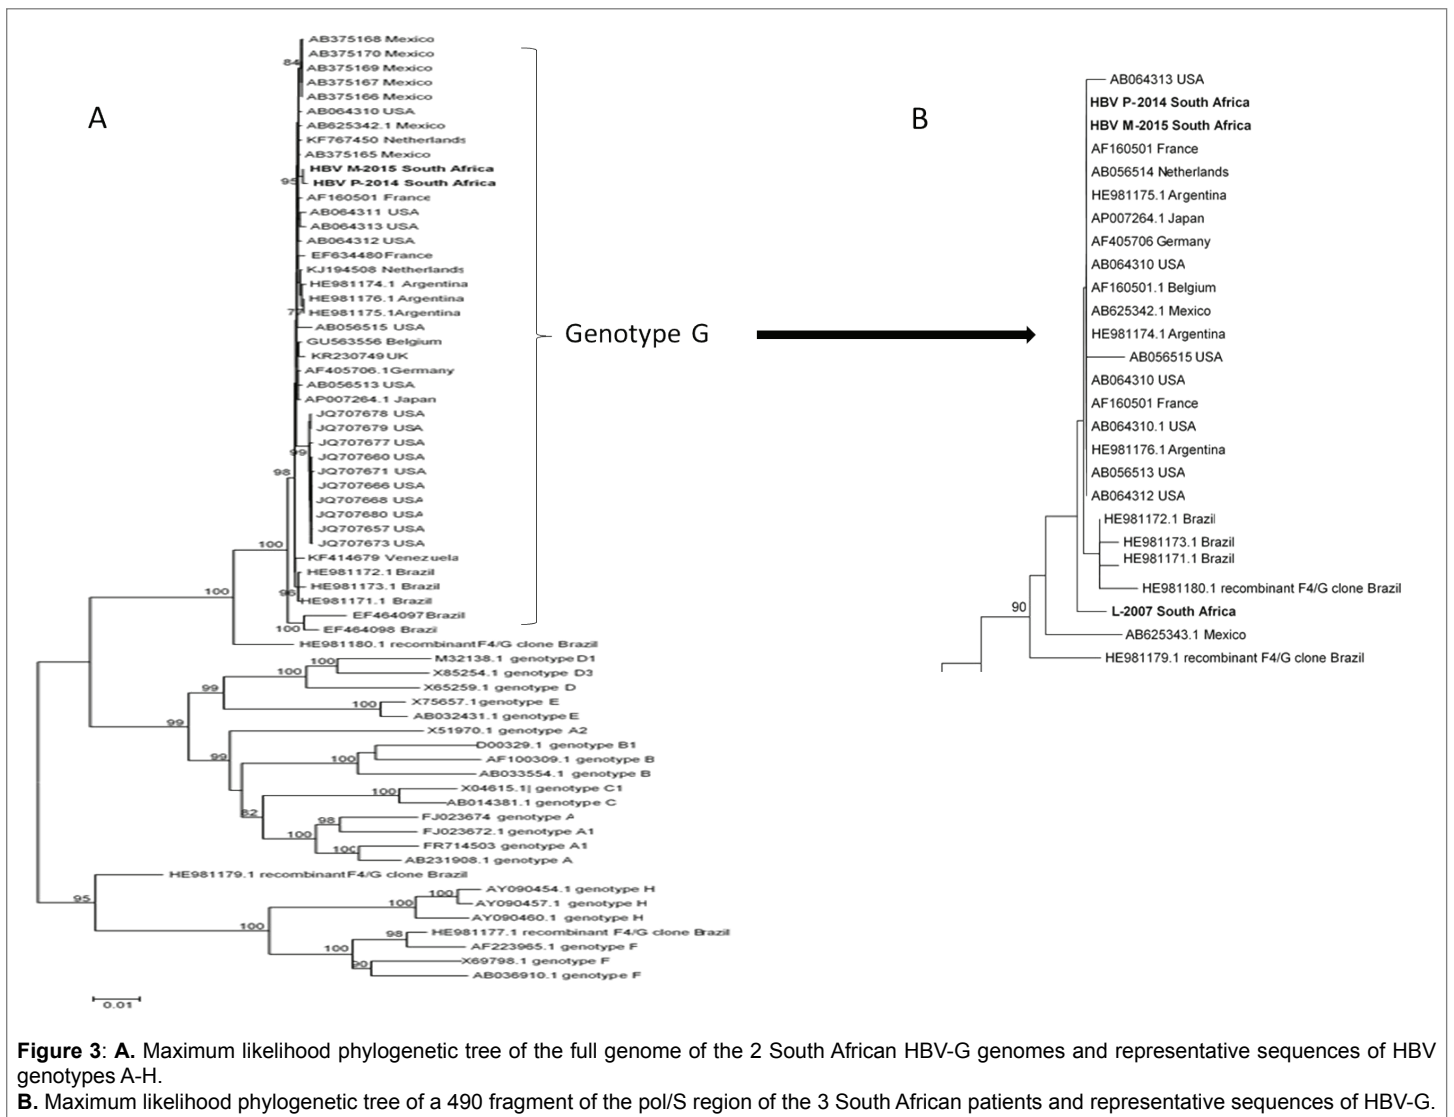 AB375168 Mexico
AB375170 Mexico
84
AB375169 Mexico
AB375167 Mexico
AB375166 Mexico
A
AB064310 USA
AB625342.1 Mexico
KF767450 Netherlands
AB375165 Mexico
HBV M-2015 South Africa
95
HBV P-2014 South Africa
AF160501 France
AB064311 USA
AB064313 USA
AB064312 USA
EF634480 France
KJ194508 Netherlands
HE981174.1 Argentina
HE981176.1 Argentina
77
HE981175.1Argentina
AB056515 USA
GU563556 Belgium
KR230749 UK
AF405706.1Germany
AB056513 USA
AP007264.1 Japan
JQ707678 USA
JQ707679 USA
JQ707677 USA
99
JQ707660 USA
98
JQ707671 USA
JQ707666 USA
JQ707668 USA
JQ707680 USA
JQ707657 USA
100
JQ707673 USA
KF414679 Venezuela
HE981172.1 Brazil
100
HE981173.1 Brazil
96
HE981171.1 Brazil
EF464097 Brazil
100
EF464098 Brazil
HE981180.1 recombinant F4/G clone Brazil
100
M32138.1 genotype D1
100
X85254.1 genotype D3
99
X65259.1 genotype D
100
X75657.1 genotype E
AB032431.1 genotype E
99
X51970.1 genotype A2
D00329.1 genotype B1
99
100
AF100309.1 genotype B
AB033554.1 genotype B
100
X04615.1| genotype C1
AB014381.1 genotype C
82
98
FJ023674 genotype A
100
FJ023672.1 genotype A1
100
FR714503 genotype A1
AB231908.1 genotype A
HE981179.1 recombinant F4/G clone Brazil
95
100
AY090454.1 genotype H
100
AY090457.1 genotype H
AY090460.1 genotype H
100
98
HE981177.1 recombinant F4/G clone Brazil
100
AF223965.1 genotype F
90
X69798.1 genotype F
AB036910.1 genotype F
0.01
Genotype G
B
AB064313 USA
HBV P-2014 South Africa
HBV M-2015 South Africa
AF160501 France
AB056514 Netherlands
HE981175.1 Argentina
AP007264.1 Japan
AF405706 Germany
AB064310 USA
AF160501.1 Belgium
AB625342.1 Mexico
HE981174.1 Argentina
AB056515 USA
AB064310 USA
AF160501 France
AB064310.1 USA
HE981176.1 Argentina
AB056513 USA
AB064312 USA
HE981172.1 Brazil
HE981173.1 Brazil
HE981171.1 Brazil
HE981180.1 recombinant F4/G clone Brazil
90
L-2007 South Africa
AB625343.1 Mexico
HE981179.1 recombinant F4/G clone Brazil
Figure 3: A. Maximum likelihood phylogenetic tree of the full genome of the 2 South African HBV-G genomes and representative sequences of HBV
genotypes A-H.
B. Maximum likelihood phylogenetic tree of a 490 fragment of the pol/S region of the 3 South African patients and representative sequences of HBV-G.